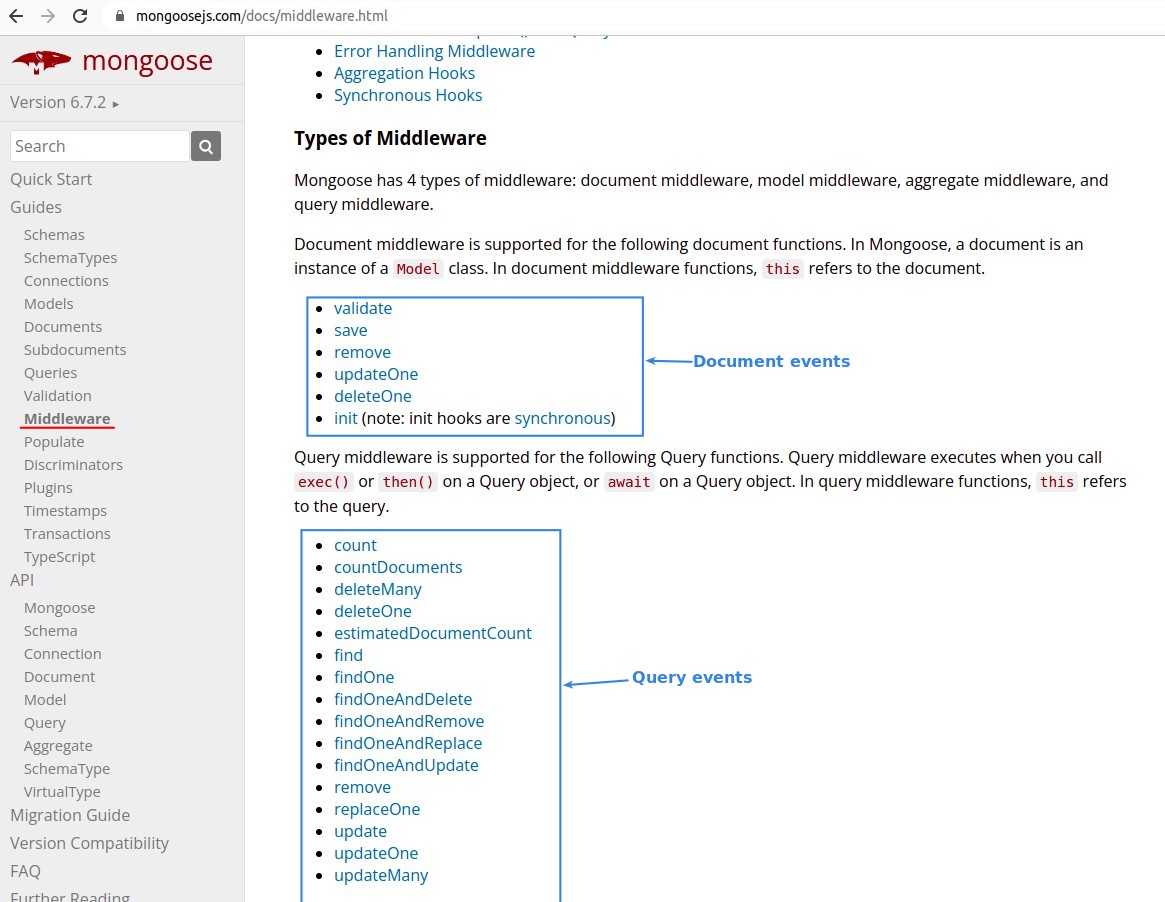 mongoosejs.com/docs/middleware.html
mongoose
Version 6.7.2 ▸
Search
Quick Start
Guides
Schemas
SchemaTypes
Connections
Models
Documents
Subdocuments
Queries
Validation
Middleware
Populate
Discriminators
Plugins
Timestamps
Transactions
TypeScript
API
Mongoose
Schema
Connection
Document
Model
Query
Aggregate
SchemaType
VirtualType
Migration Guide
Version Compatibility
FAQ
Further Reading
Error Handling Middleware
Aggregation Hooks
Synchronous Hooks
Types of Middleware
Mongoose has 4 types of middleware: document middleware, model middleware, aggregate middleware, and
query middleware.
Document middleware is supported for the following document functions. In Mongoose, a document is an
instance of a Model class. In document middleware functions, this refers to the document.
validate
save
remove
updateOne
deleteOne
init (note: init hooks are synchronous)
Document events
Query middleware is supported for the following Query functions. Query middleware executes when you call
exec() or then() on a Query object, or await on a Query object. In query middleware functions, this refers
to the query.
count
countDocuments
deleteMany
deleteOne
estimatedDocumentCount
find
findOne
findOneAndDelete
findOneAndRemove
findOneAndReplace
findOneAndUpdate
remove
replaceOne
update
updateOne
updateMany
Query events